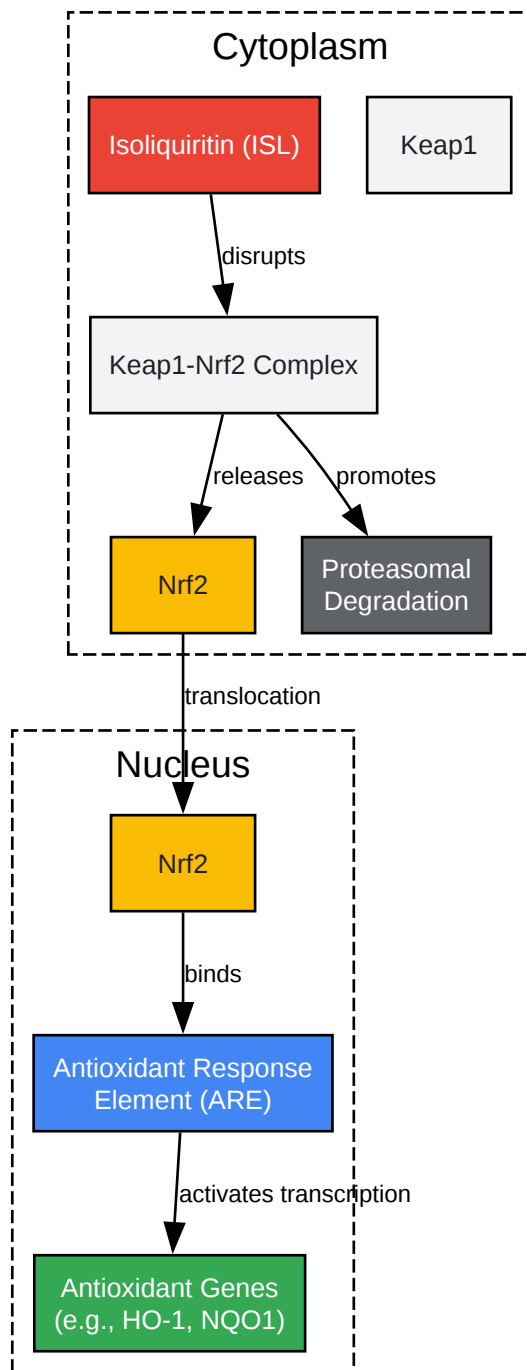 Cytoplasm
Isoliquiritin (ISL)
Keap1
disrupts
Keap1-Nrf2 Complex
releases
promotes
Nrf2
Proteasomal
Degradation
translocation
Nucleus
Nrf2
binds
Antioxidant Response
Element (ARE)
activates transcription
Antioxidant Genes
(e.g., HO-1, NQO1)